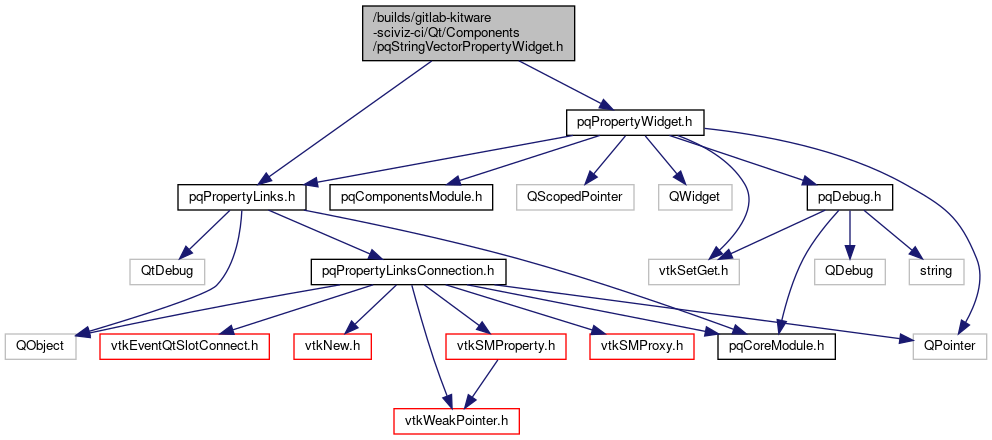 /builds/gitlab-kitware
-sciviz-ci/Qt/Components
/pqStringVectorPropertyWidget.h
pqPropertyWidget.h
pqPropertyLinks.h
pqComponentsModule.h
QScopedPointer
QWidget
pqDebug.h
QtDebug
pqPropertyLinksConnection.h
vtkSetGet.h
QDebug
string
QObject
vtkEventQtSlotConnect.h
vtkNew.h
vtkSMProperty.h
vtkSMProxy.h
pqCoreModule.h
QPointer
vtkWeakPointer.h